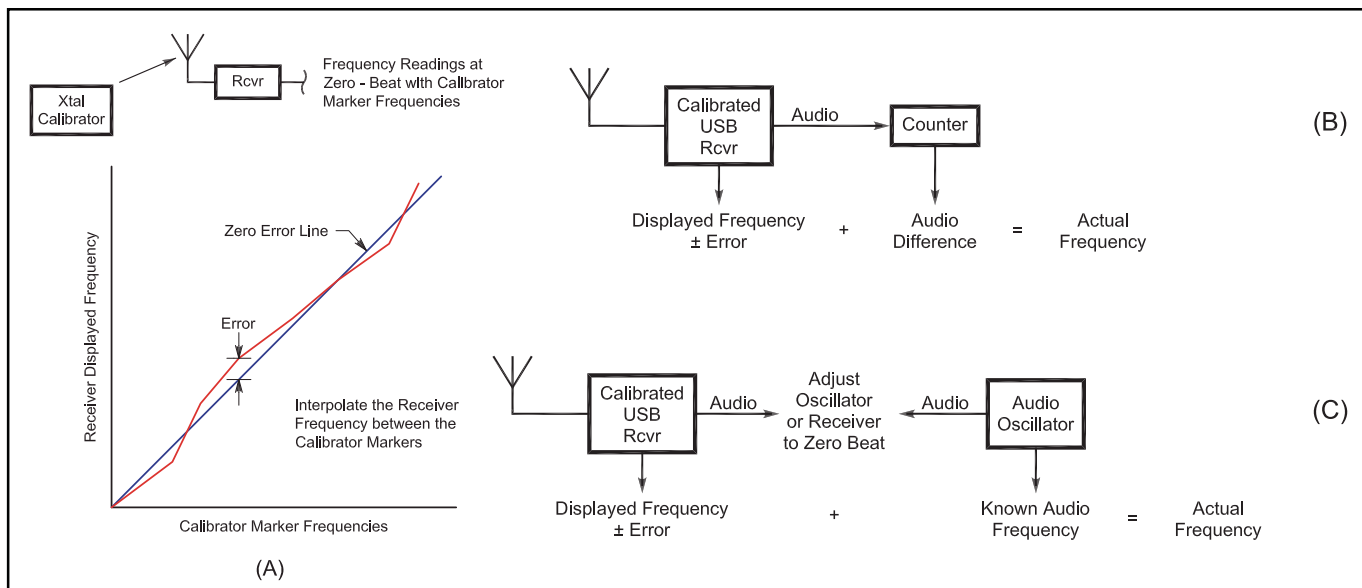 Xtal
Calibrator
Rcvr
Frequency Readings at
Zero - Beat with Calibrator
Marker Frequencies
Receiver Displayed Frequency
Zero Error Line
Error
Interpolate the Receiver
Frequency between the
Calibrator Markers
Calibrator Marker Frequencies
(A)
Calibrated
USB
Rcvr
Audio
Counter
Displayed Frequency
± Error
+
Audio
Difference
=
Actual
Frequency
(B)
Calibrated
USB
Rcvr
Audio
Adjust
Oscillator
or Receiver
to Zero Beat
Audio
Audio
Oscillator
Displayed Frequency
± Error
+
Known Audio
Frequency
=
Actual
Frequency
(C)